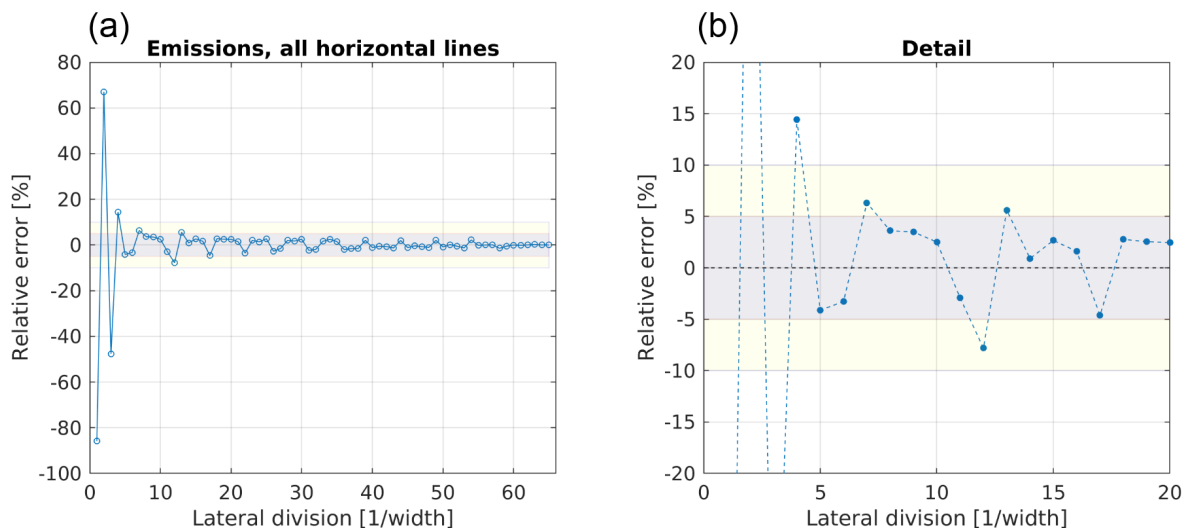 (a)
Emissions, all horizontal lines
80
60
40
20
0
-20
-40
-60
-80
-100
Relative error [%]
0 10 20 30 40 50 60
Lateral division [1/width]
(b)
Detail
20
15
10
5
0
-5
-10
-15
-20
Relative error [%]
0 5 10 15 20
Lateral division [1/width]